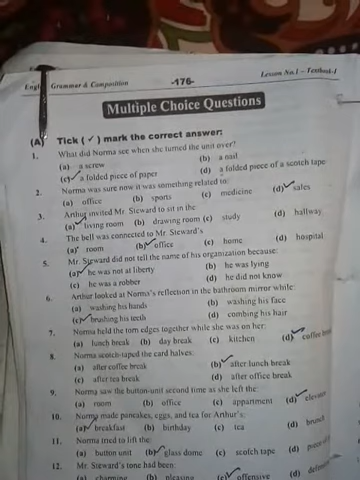 Grammar & Composition -176- Lesson No.1 - Textbook-I
Multiple Choice Questions
(A) Tick (✓) mark the correct answer:
1. What did Norma see when she turned the unit over?
(a) a screw (b) a nail
(c) a folded piece of paper (d) a folded piece of a scotch tape
2. Norma was sure now it was something related to:
(a) office (b) sports (c) medicine (d) sales
3. Arthur invited Mr. Steward to sit in the:
(a) living room (b) drawing room (c) study (d) hallway
4. The bell was connected to Mr. Steward's
(a) room (b) office (c) home (d) hospital
5. Mr. Steward did not tell the name of his organization because:
(a) he was not at liberty (b) he was lying
(c) he was a robber (d) he did not know
6. Arthur looked at Norma's reflection in the bathroom mirror while:
(a) washing his hands (b) washing his face
(c) brushing his teeth (d) combing his hair
7. Norma held the torn edges together while she was on her:
(a) lunch break (b) day break (c) kitchen (d) coffee
8. Norma scotch-taped the card halves:
(a) after coffee break (b) after lunch break
(c) after tea break (d) after office break
9. Norma saw the button-unit second time as she left the:
(a) room (b) office (c) appartment (d)
10. Norma made pancakes, eggs, and tea for Arthur's:
(a) breakfast (b) birthday (c) tea (d) brunch
11. Norma tried to lift the:
(a) button unit (b) glass dome (c) scotch tape (d)
12. Mr. Steward's tone had been:
(a) charming (b) pleasing (c) offensive (d)